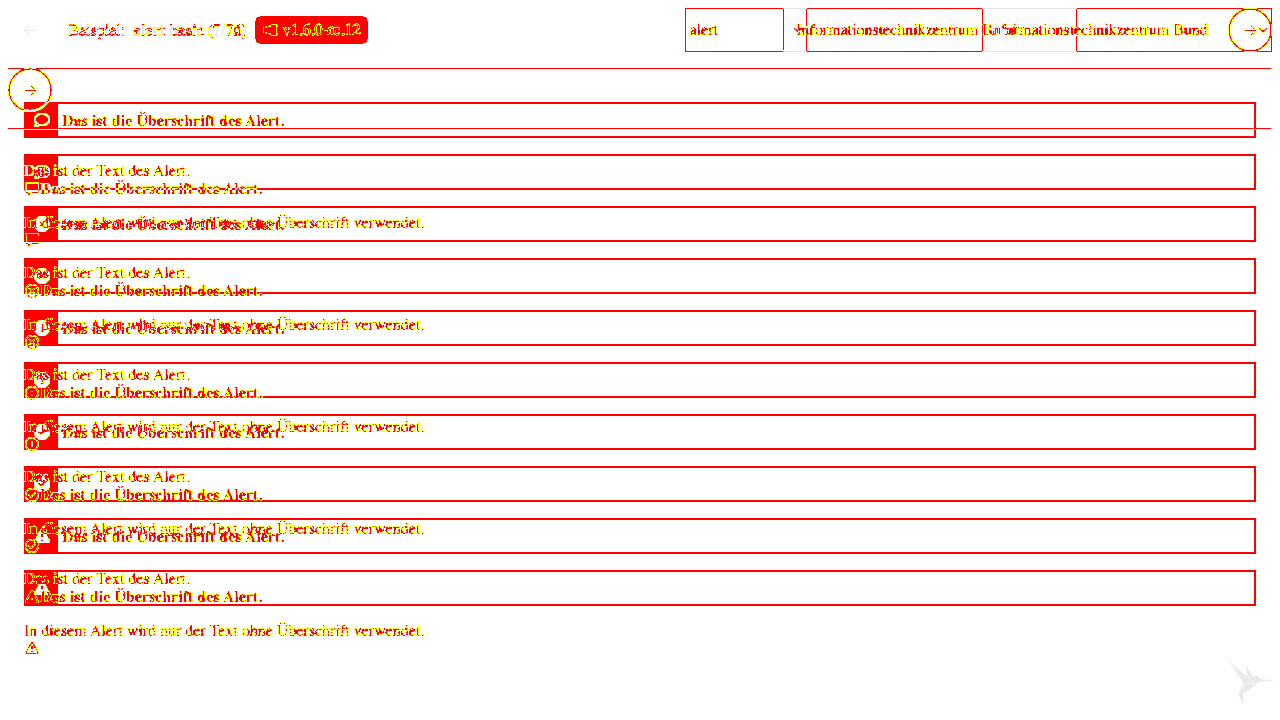 Beispiel: alert: basic (7/76) v1.6.0-rc.12 alert Informationstechnikzentrum Bund Informationstechnikzentrum Bund
Das ist die Überschrift des Alert.
Das ist der Text des Alert.
Das ist die Überschrift des Alert.
In diesem Alert wird nur der Text ohne Überschrift verwendet.
Das ist die Überschrift des Alert.
Das ist der Text des Alert.
Das ist die Überschrift des Alert.
In diesem Alert wird nur der Text ohne Überschrift verwendet.
Das ist die Überschrift des Alert.
Das ist der Text des Alert.
Das ist die Überschrift des Alert.
In diesem Alert wird nur der Text ohne Überschrift verwendet.
Das ist die Überschrift des Alert.
Das ist der Text des Alert.
Das ist die Überschrift des Alert.
In diesem Alert wird nur der Text ohne Überschrift verwendet.
Das ist die Überschrift des Alert.
Das ist der Text des Alert.
Das ist die Überschrift des Alert.
In diesem Alert wird nur der Text ohne Überschrift verwendet.